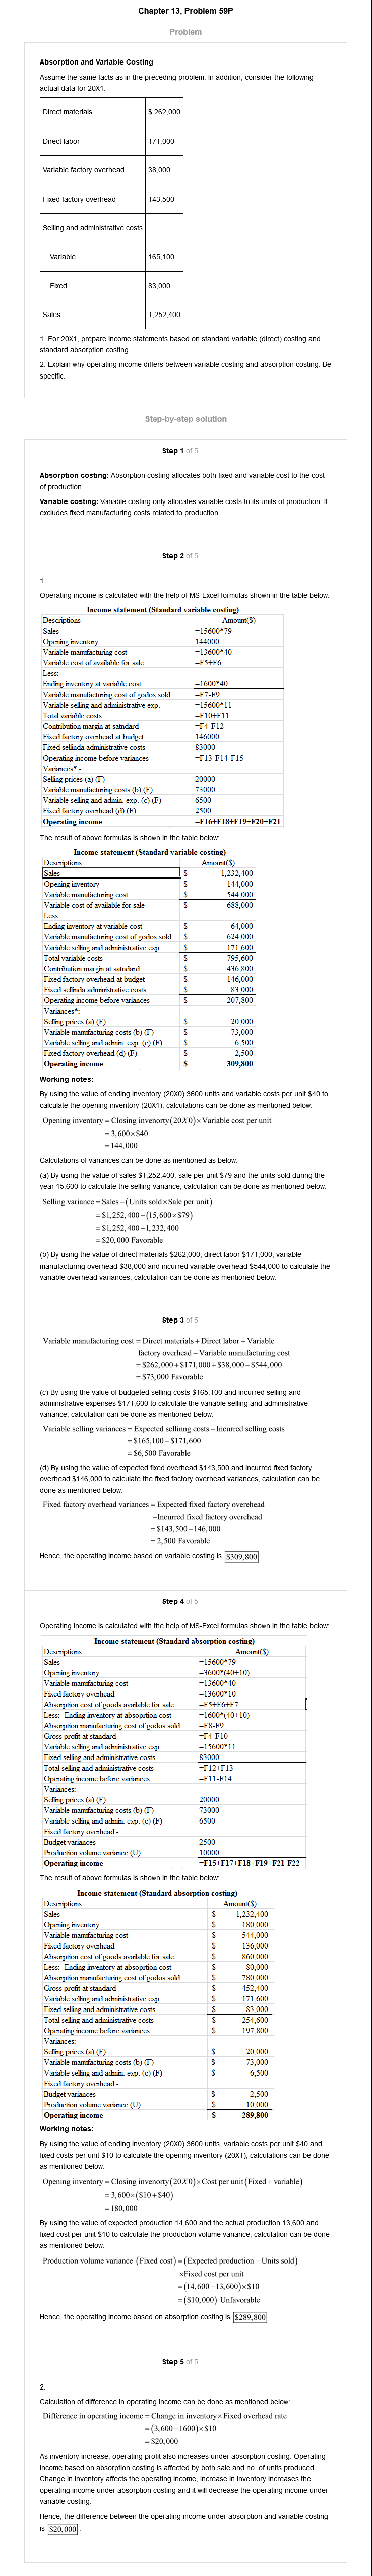 Chapter 13, Problem 59P
Problem
Absorption and Variable Costing
Assume the same facts as in the preceding problem. In addition, consider the following
actual data for 20X1:
Direct materials $ 262,000
Direct labor 171,000
Variable factory overhead 38,000
Fixed factory overhead 143,500
Selling and administrative costs
Variable 165,100
Fixed 83,000
Sales 1,252,400
1. For 20X1, prepare income statements based on standard variable (direct) costing and
standard absorption costing.
2. Explain why operating income differs between variable costing and absorption costing. Be
specific.
Step-by-step solution
Step 1 of 5
Absorption costing: Absorption costing allocates both fixed and variable cost to the cost
of production.
Variable costing: Variable costing only allocates variable costs to its units of production. It
excludes fixed manufacturing costs related to production.
Step 2 of 5
1.
Operating income is calculated with the help of MS-Excel formulas shown in the table below:
Income statement (Standard variable costing)
Descriptions Amount($)
Sales =15600*79
Opening inventory 144000
Variable manufacturing cost =13600*40
Variable cost of available for sale =F5+F6
Less:
Ending inventory at variable cost =1600*40
Variable manufacturing cost of godos sold =F7-F9
Variable selling and administrative exp. =15600*11
Total variable costs =F10+F11
Contribution margin at satndard =F4-F12
Fixed factory overhead at budget 146000
Fixed sellinda administrative costs 83000
Operating income before variances =F13-F14-F15
Variances*:-
Selling prices (a) (F) 20000
Variable manufacturing costs (b) (F) 73000
Variable selling and admin. exp. (c) (F) 6500
Fixed factory overhead (d) (F) 2500
Operating income =F16+F18+F19+F20+F21
The result of above formulas is shown in the table below:
Income statement (Standard variable costing)
Descriptions Amount($)
Sales $ 1,232,400
Opening inventory $ 144,000
Variable manufacturing cost $ 544,000
Variable cost of available for sale $ 688,000
Less:
Ending inventory at variable cost $ 64,000
Variable manufacturing cost of godos sold $ 624,000
Variable selling and administrative exp. $ 171,600
Total variable costs $ 795,600
Contribution margin at satndard $ 436,800
Fixed factory overhead at budget $ 146,000
Fixed sellinda administrative costs $ 83,000
Operating income before variances $ 207,800
Variances*:-
Selling prices (a) (F) $ 20,000
Variable manufacturing costs (b) (F) $ 73,000
Variable selling and admin. exp. (c) (F) $ 6,500
Fixed factory overhead (d) (F) $ 2,500
Operating income $ 309,800
Working notes:
By using the value of ending inventory (20X0) 3600 units and variable costs per unit $40 to
calculate the opening inventory (20X1), calculations can be done as mentioned below:
Opening inventory = Closing invenorty(20X0)× Variable cost per unit
= 3,600×$40
=144,000
Calculations of variances can be done as mentioned as below:
(a) By using the value of sales $1,252,400, sale per unit $79 and the units sold during the
year 15,600 to calculate the selling variance, calculation can be done as mentioned below:
Selling variance = Sales−(Units sold×Sale per unit)
= $1,252,400−(15,600×$79)
= $1,252,400−1,232,400
= $20,000 Favorable
(b) By using the value of direct materials $262,000, direct labor $171,000, variable
manufacturing overhead $38,000 and incurred variable overhead $544,000 to calculate the
variable overhead variances, calculation can be done as mentioned below:
Step 3 of 5
Variable manufacturing cost = Direct materials + Direct labor + Variable
factory overhead − Variable manufacturing cost
= $262,000+$171,000+$38,000−$544,000
= $73,000 Favorable
(c) By using the value of budgeted selling costs $165,100 and incurred selling and
administrative expenses $171,600 to calculate the variable selling and administrative
variance, calculation can be done as mentioned below:
Variable selling variances = Expected sellinng costs − Incurred selling costs
= $165,100−$171,600
= $6,500 Favorable
(d) By using the value of expected fixed overhead $143,500 and incurred fixed factory
overhead $146,000 to calculate the fixed factory overhead variances, calculation can be
done as mentioned below:
Fixed factory overhead variances = Expected fixed factory overehead
−Incurred fixed factory overehead
= $143,500−146,000
= 2,500 Favorable
Hence, the operating income based on variable costing is $309,800.
Step 4 of 5
Operating income is calculated with the help of MS-Excel formulas shown in the table below:
Income statement (Standard absorption costing)
Descriptions Amount($)
Sales =15600*79
Opening inventory =3600*(40+10)
Variable manufacturing cost =13600*40
Fixed factory overhead =13600*10
Absorption cost of goods available for sale =F5+F6+F7
Less:- Ending inventory at absoprtion cost =1600*(40+10)
Absorption manufacturing cost of godos sold =F8-F9
Gross profit at standard =F4-F10
Variable selling and administrative exp. =15600*11
Fixed selling and administrative costs 83000
Total selling and administrative costs =F12+F13
Operating income before variances =F11-F14
Variances:-
Selling prices (a) (F) 20000
Variable manufacturing costs (b) (F) 73000
Variable selling and admin. exp. (c) (F) 6500
Fixed factory overhead:-
Budget variances 2500
Production volume variance (U) 10000
Operating income =F15+F17+F18+F19+F21-F22
The result of above formulas is shown in the table below:
Income statement (Standard absorption costing)
Descriptions Amount($)
Sales $ 1,232,400
Opening inventory $ 180,000
Variable manufacturing cost $ 544,000
Fixed factory overhead $ 136,000
Absorption cost of goods available for sale $ 860,000
Less:- Ending inventory at absoprtion cost $ 80,000
Absorption manufacturing cost of godos sold $ 780,000
Gross profit at standard $ 452,400
Variable selling and administrative exp. $ 171,600
Fixed selling and administrative costs $ 83,000
Total selling and administrative costs $ 254,600
Operating income before variances $ 197,800
Variances:-
Selling prices (a) (F) $ 20,000
Variable manufacturing costs (b) (F) $ 73,000
Variable selling and admin. exp. (c) (F) $ 6,500
Fixed factory overhead:-
Budget variances $ 2,500
Production volume variance (U) $ 10,000
Operating income $ 289,800
Working notes:
By using the value of ending inventory (20X0) 3600 units, variable costs per unit $40 and
fixed costs per unit $10 to calculate the opening inventory (20X1), calculations can be done
as mentioned below:
Opening inventory = Closing invenorty(20X0)×Cost per unit(Fixed + variable)
= 3,600×($10+$40)
=180,000
By using the value of expected production 14,600 and the actual production 13,600 and
fixed cost per unit $10 to calculate the production volume variance, calculation can be done
as mentioned below:
Production volume variance (Fixed cost) = (Expected production − Units sold)
×Fixed cost per unit
= (14,600−13,600)×$10
= ($10,000) Unfavorable
Hence, the operating income based on absorption costing is $289,800.
Step 5 of 5
2.
Calculation of difference in operating income can be done as mentioned below:
Difference in operating income = Change in inventory× Fixed overhead rate
= (3,600−1600)×$10
= $20,000
As inventory increase, operating profit also increases under absorption costing. Operating
income based on absorption costing is affected by both sale and no. of units produced.
Change in inventory affects the operating income, Increase in inventory increases the
operating income under absorption costing and it will decrease the operating income under
variable costing.
Hence, the difference between the operating income under absorption and variable costing
is $20,000.